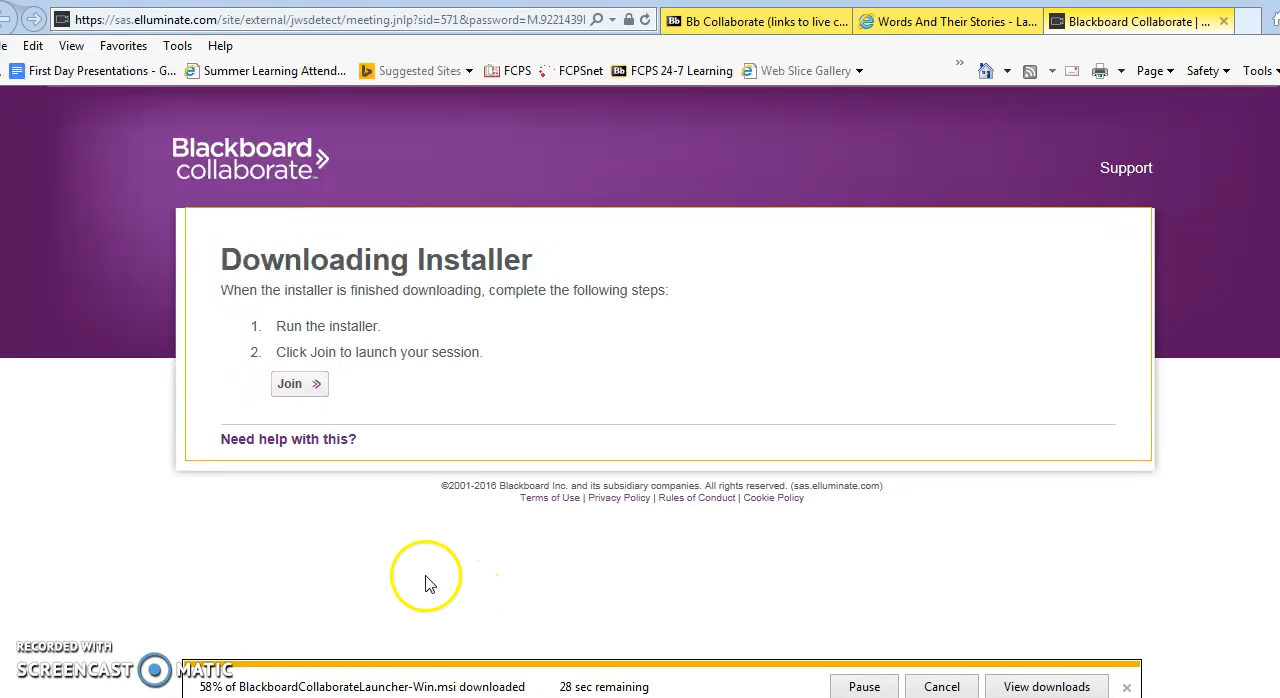 https://sas.elluminate.com/site/external/jwsdetect/meeting.jnlp?sid=571&password=M.9221439
Bb Bb Collaborate (links to live c...
Words And Their Stories - La...
Blackboard Collaborate | ...
Edit View Favorites Tools Help
First Day Presentations - G... Summer Learning Attend... Suggested Sites FCPS FCPSnet Bb FCPS 24-7 Learning Web Slice Gallery » Page Safety Tools
Blackboard
collaborate™
Support
Downloading Installer
When the installer is finished downloading, complete the following steps:
1. Run the installer.
2. Click Join to launch your session.
Join »
Need help with this?
©2001-2016 Blackboard Inc. and its subsidiary companies. All rights reserved. (sas.elluminate.com)
Terms of Use | Privacy Policy | Rules of Conduct | Cookie Policy
RECORDED WITH
SCREENCAST MATIC
58% of BlackboardCollaborateLauncher-Win.msi downloaded 28 sec remaining Pause Cancel View downloads ×